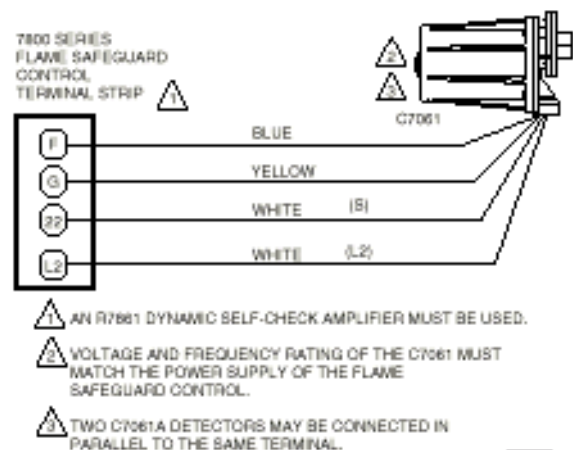 7800 SERIES
FLAME SAFEGUARD
CONTROL
TERMINAL STRIP
1
2
3
C7061
F
BLUE
G
YELLOW
22
WHITE (S)
L2
WHITE (L2)
1 AN R7861 DYNAMIC SELF-CHECK AMPLIFIER MUST BE USED.
2 VOLTAGE AND FREQUENCY RATING OF THE C7061 MUST
MATCH THE POWER SUPPLY OF THE FLAME
SAFEGUARD CONTROL.
3 TWO C7061A DETECTORS MAY BE CONNECTED IN
PARALLEL TO THE SAME TERMINAL.